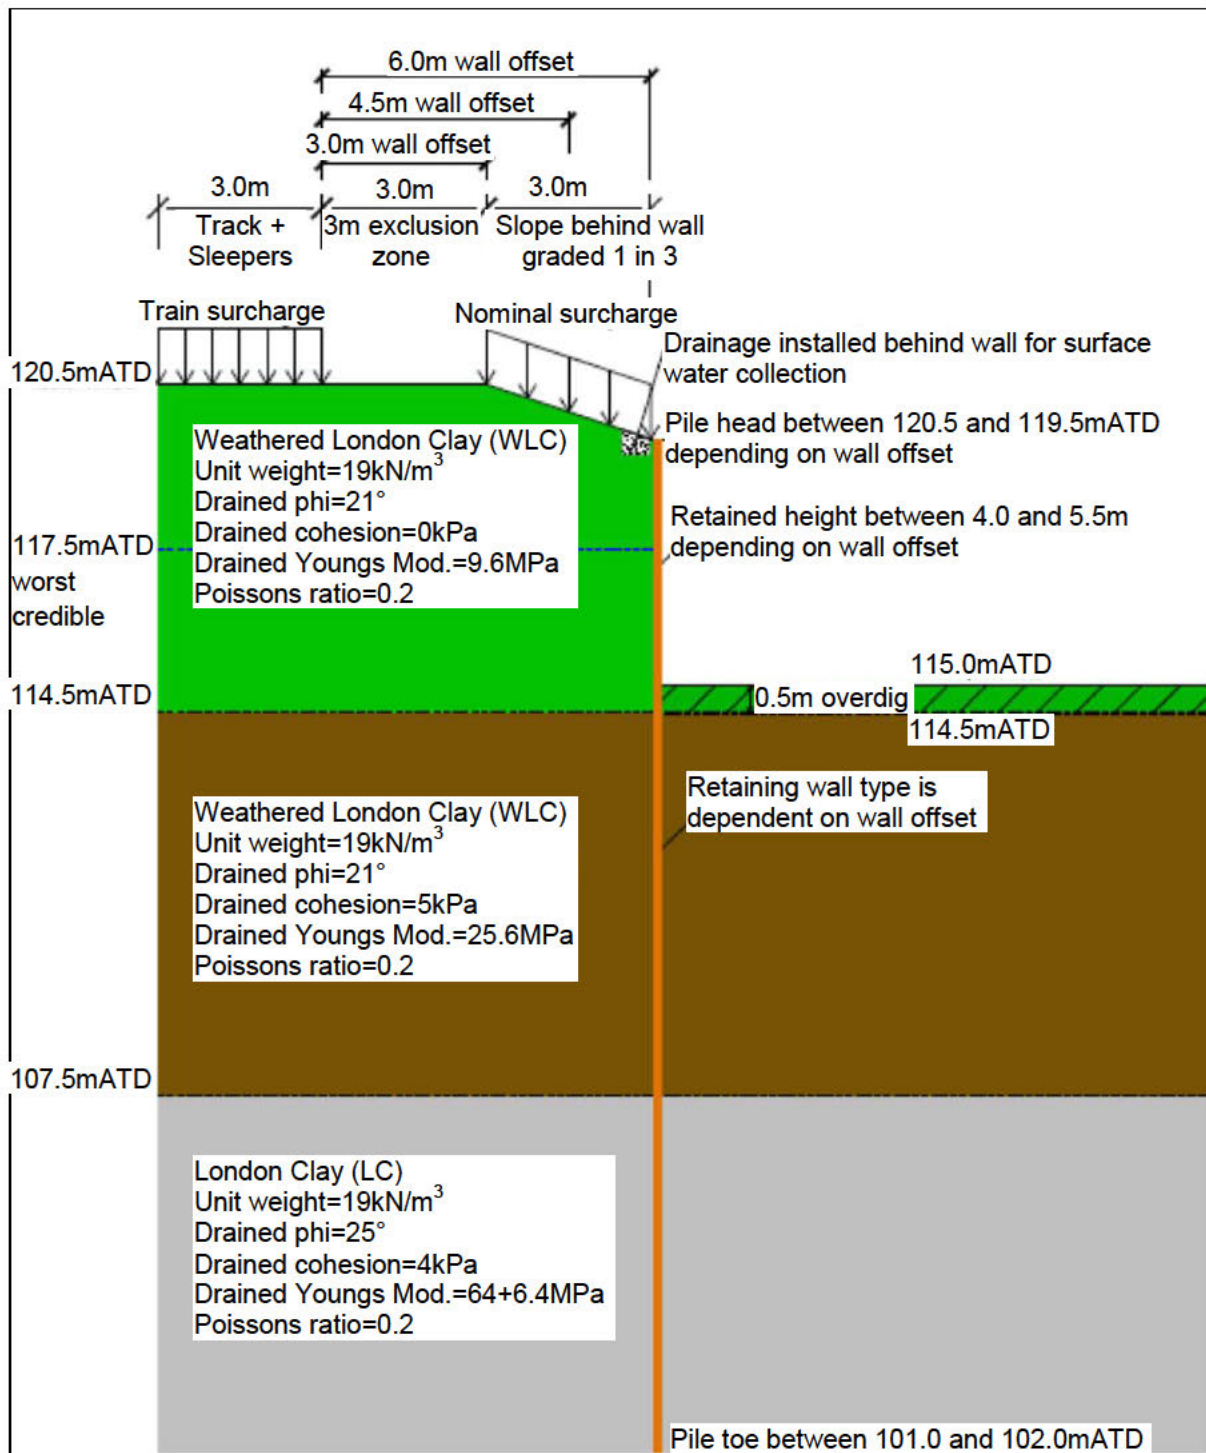 6.0m wall offset
4.5m wall offset
3.0m wall offset
3.0m
3.0m
3.0m
Track +
Sleepers
3m exclusion
zone
Slope behind wall
graded 1 in 3
Train surcharge
Nominal surcharge
Drainage installed behind wall for surface
water collection
120.5mATD
Pile head between 120.5 and 119.5mATD
depending on wall offset
Weathered London Clay (WLC)
Unit weight=19kN/m³
Drained phi=21°
Drained cohesion=0kPa
Drained Youngs Mod.=9.6MPa
Poissons ratio=0.2
Retained height between 4.0 and 5.5m
depending on wall offset
117.5mATD
worst
credible
115.0mATD
114.5mATD
0.5m overdig
114.5mATD
Retaining wall type is
dependent on wall offset
Weathered London Clay (WLC)
Unit weight=19kN/m³
Drained phi=21°
Drained cohesion=5kPa
Drained Youngs Mod.=25.6MPa
Poissons ratio=0.2
107.5mATD
London Clay (LC)
Unit weight=19kN/m³
Drained phi=25°
Drained cohesion=4kPa
Drained Youngs Mod.=64+6.4MPa
Poissons ratio=0.2
Pile toe between 101.0 and 102.0mATD